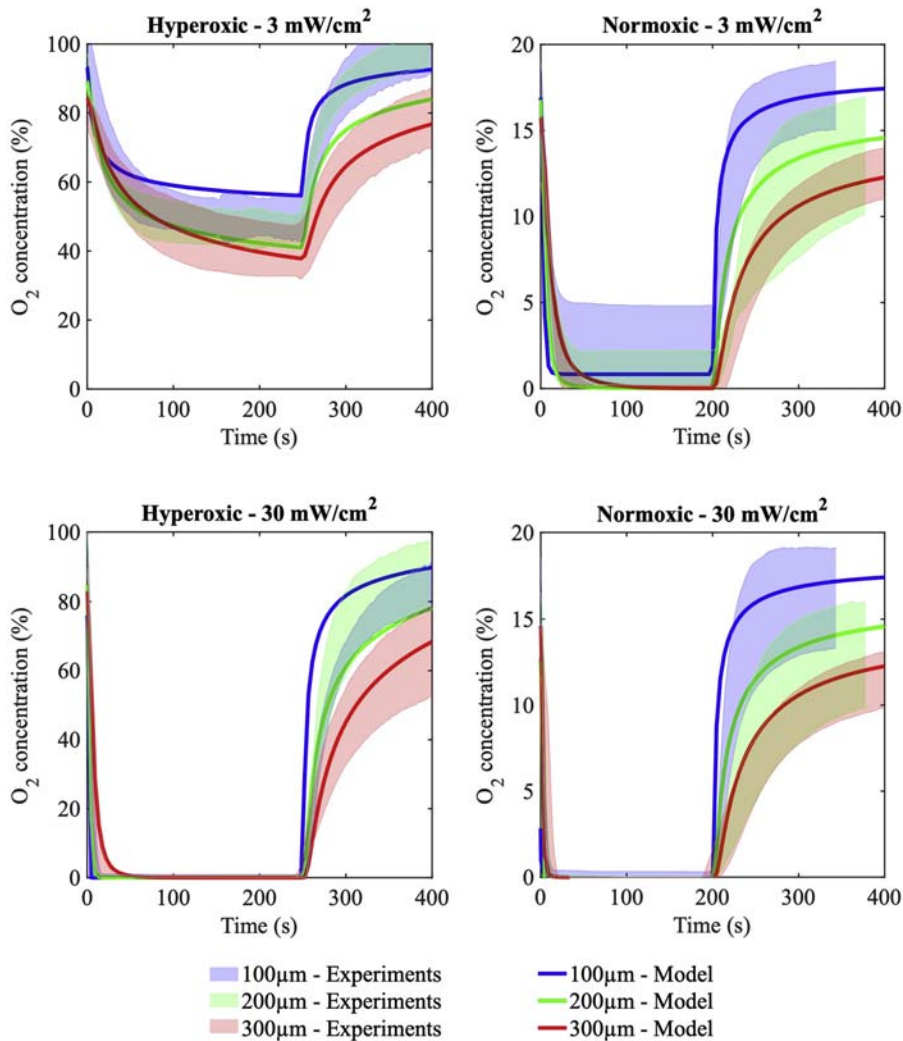 Hyperoxic - 3 mW/cm²
100
80
60
40
20
0
O₂ concentration (%)
0 100 200 300 400
Time (s)
Normoxic - 3 mW/cm²
20
15
10
5
0
O₂ concentration (%)
0 100 200 300 400
Time (s)
Hyperoxic - 30 mW/cm²
100
80
60
40
20
0
O₂ concentration (%)
0 100 200 300 400
Time (s)
Normoxic - 30 mW/cm²
20
15
10
5
0
O₂ concentration (%)
0 100 200 300 400
Time (s)
100µm - Experiments
200µm - Experiments
300µm - Experiments
100µm - Model
200µm - Model
300µm - Model